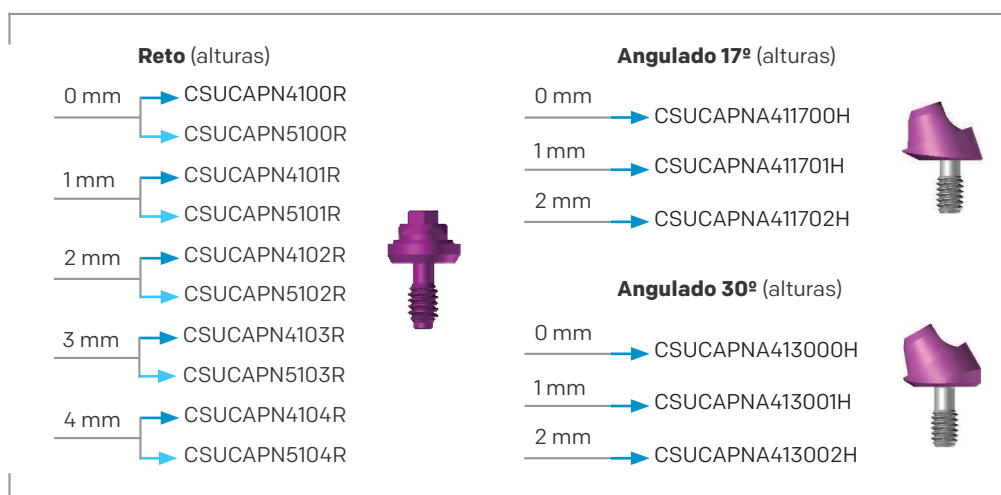 Reto (alturas)
0 mm
CSUCAPN4100R
CSUCAPN5100R
1 mm
CSUCAPN4101R
CSUCAPN5101R
2 mm
CSUCAPN4102R
CSUCAPN5102R
3 mm
CSUCAPN4103R
CSUCAPN5103R
4 mm
CSUCAPN4104R
CSUCAPN5104R
Angulado 17º (alturas)
0 mm
CSUCAPNA411700H
1 mm
CSUCAPNA411701H
2 mm
CSUCAPNA411702H
Angulado 30º (alturas)
0 mm
CSUCAPNA413000H
1 mm
CSUCAPNA413001H
2 mm
CSUCAPNA413002H